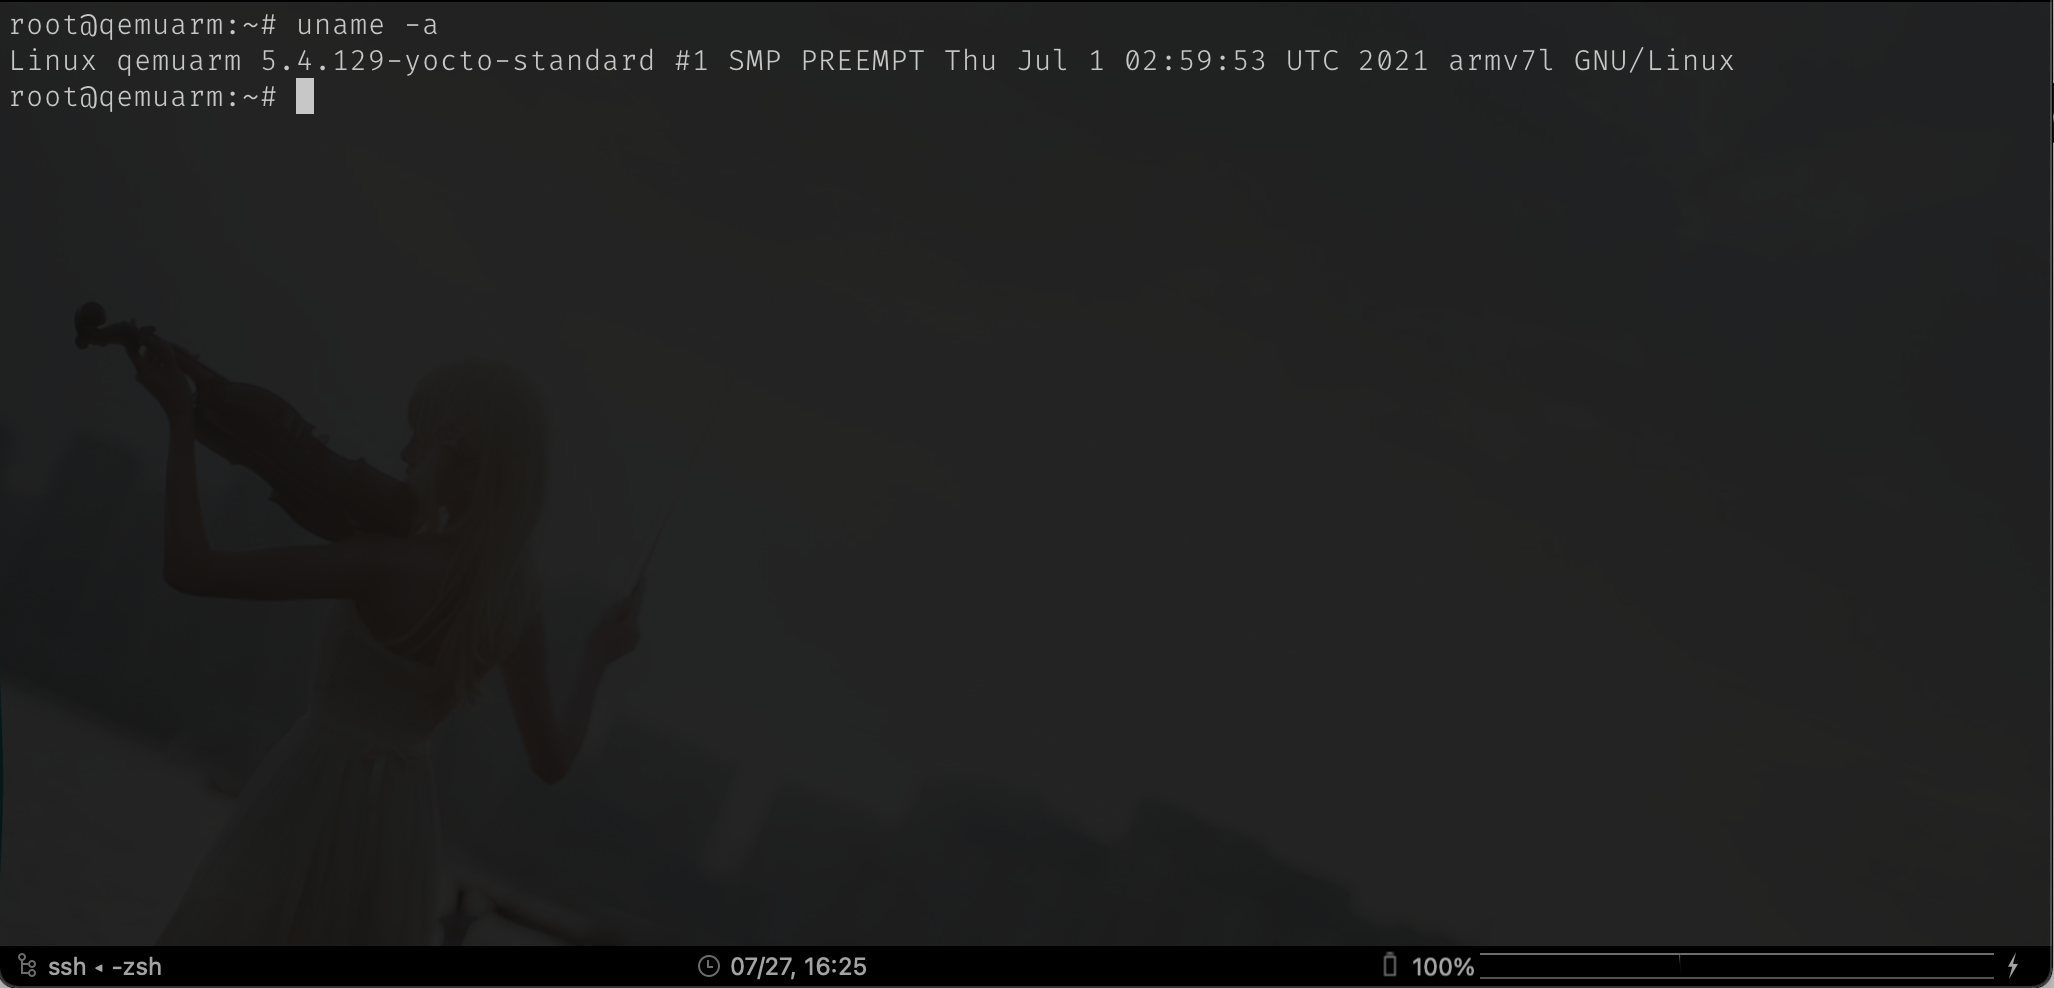 root@qemuarm:~# uname -a
Linux qemuarm 5.4.129-yocto-standard #1 SMP PREEMPT Thu Jul 1 02:59:53 UTC 2021 armv7l GNU/Linux
root@qemuarm:~#
ssh ◂ -zsh
07/27, 16:25
100%